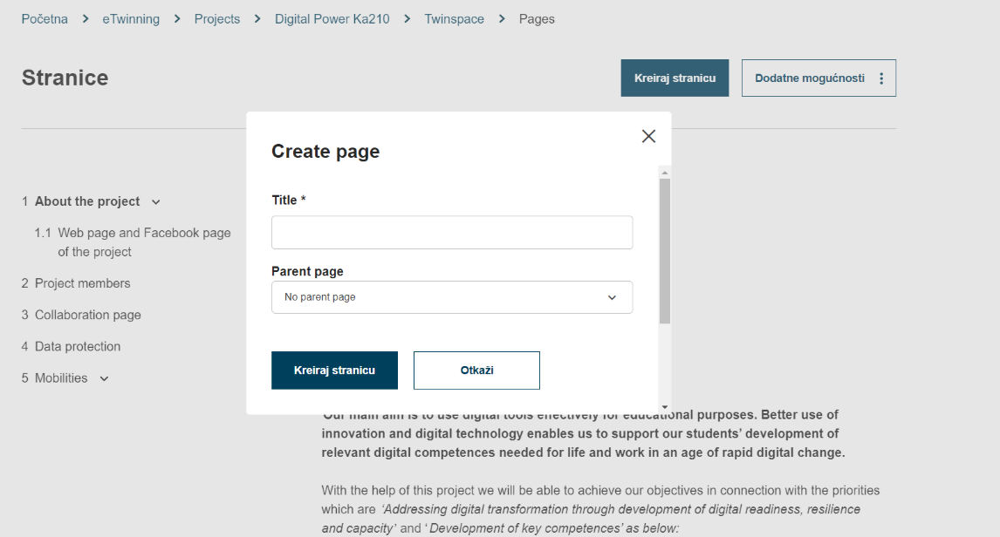 Početna > eTwinning > Projects > Digital Power Ka210 > Twinspace > Pages
Stranice
Kreiraj stranicu
Dodatne mogućnosti
1 About the project
1.1 Web page and Facebook page
of the project
2 Project members
3 Collaboration page
4 Data protection
5 Mobilities
Create page
Title *
Parent page
No parent page
Kreiraj stranicu
Otkaži
Our main aim is to use digital tools effectively for educational purposes. Better use of
innovation and digital technology enables us to support our students’ development of
relevant digital competences needed for life and work in an age of rapid digital change.
With the help of this project we will be able to achieve our objectives in connection with the priorities
which are ‘Addressing digital transformation through development of digital readiness, resilience
and capacity’ and ‘Development of key competences’ as below: